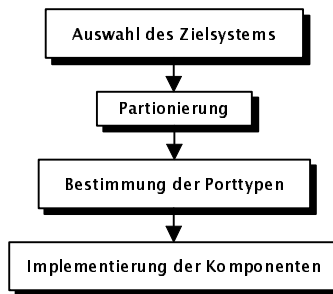 Auswahl des Zielsystems
Partionierung
Bestimmung der Porttypen
Implementierung der Komponenten